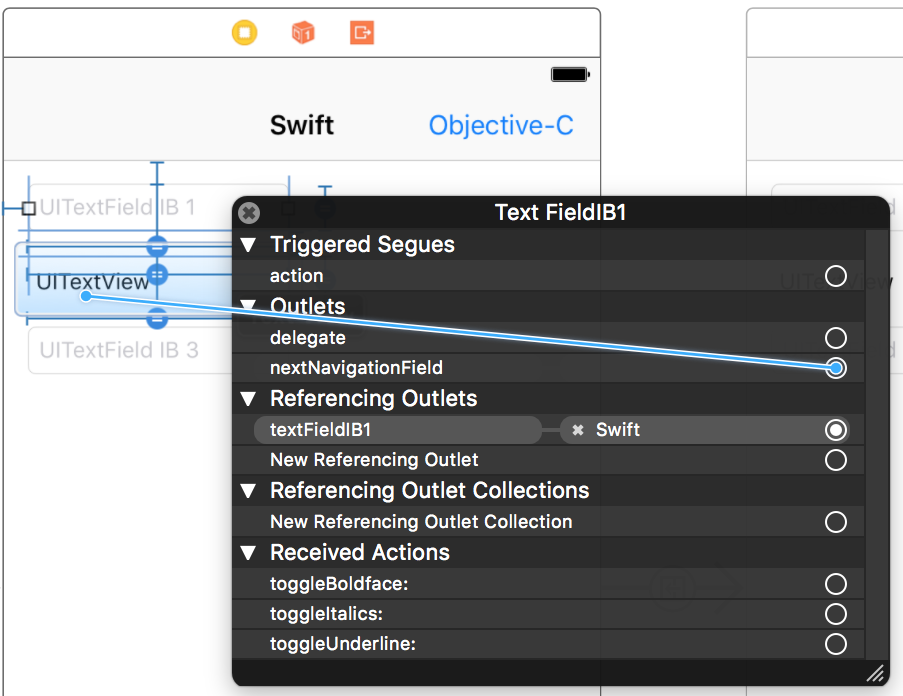 Swift
Objective-C
UITextField IB 1
UITextView
UITextField IB 3
Text FieldIB1
Triggered Segues
action
Outlets
delegate
nextNavigationField
Referencing Outlets
textFieldIB1
Swift
New Referencing Outlet
Referencing Outlet Collections
New Referencing Outlet Collection
Received Actions
toggleBoldface:
toggleItalics:
toggleUnderline:
UITextView